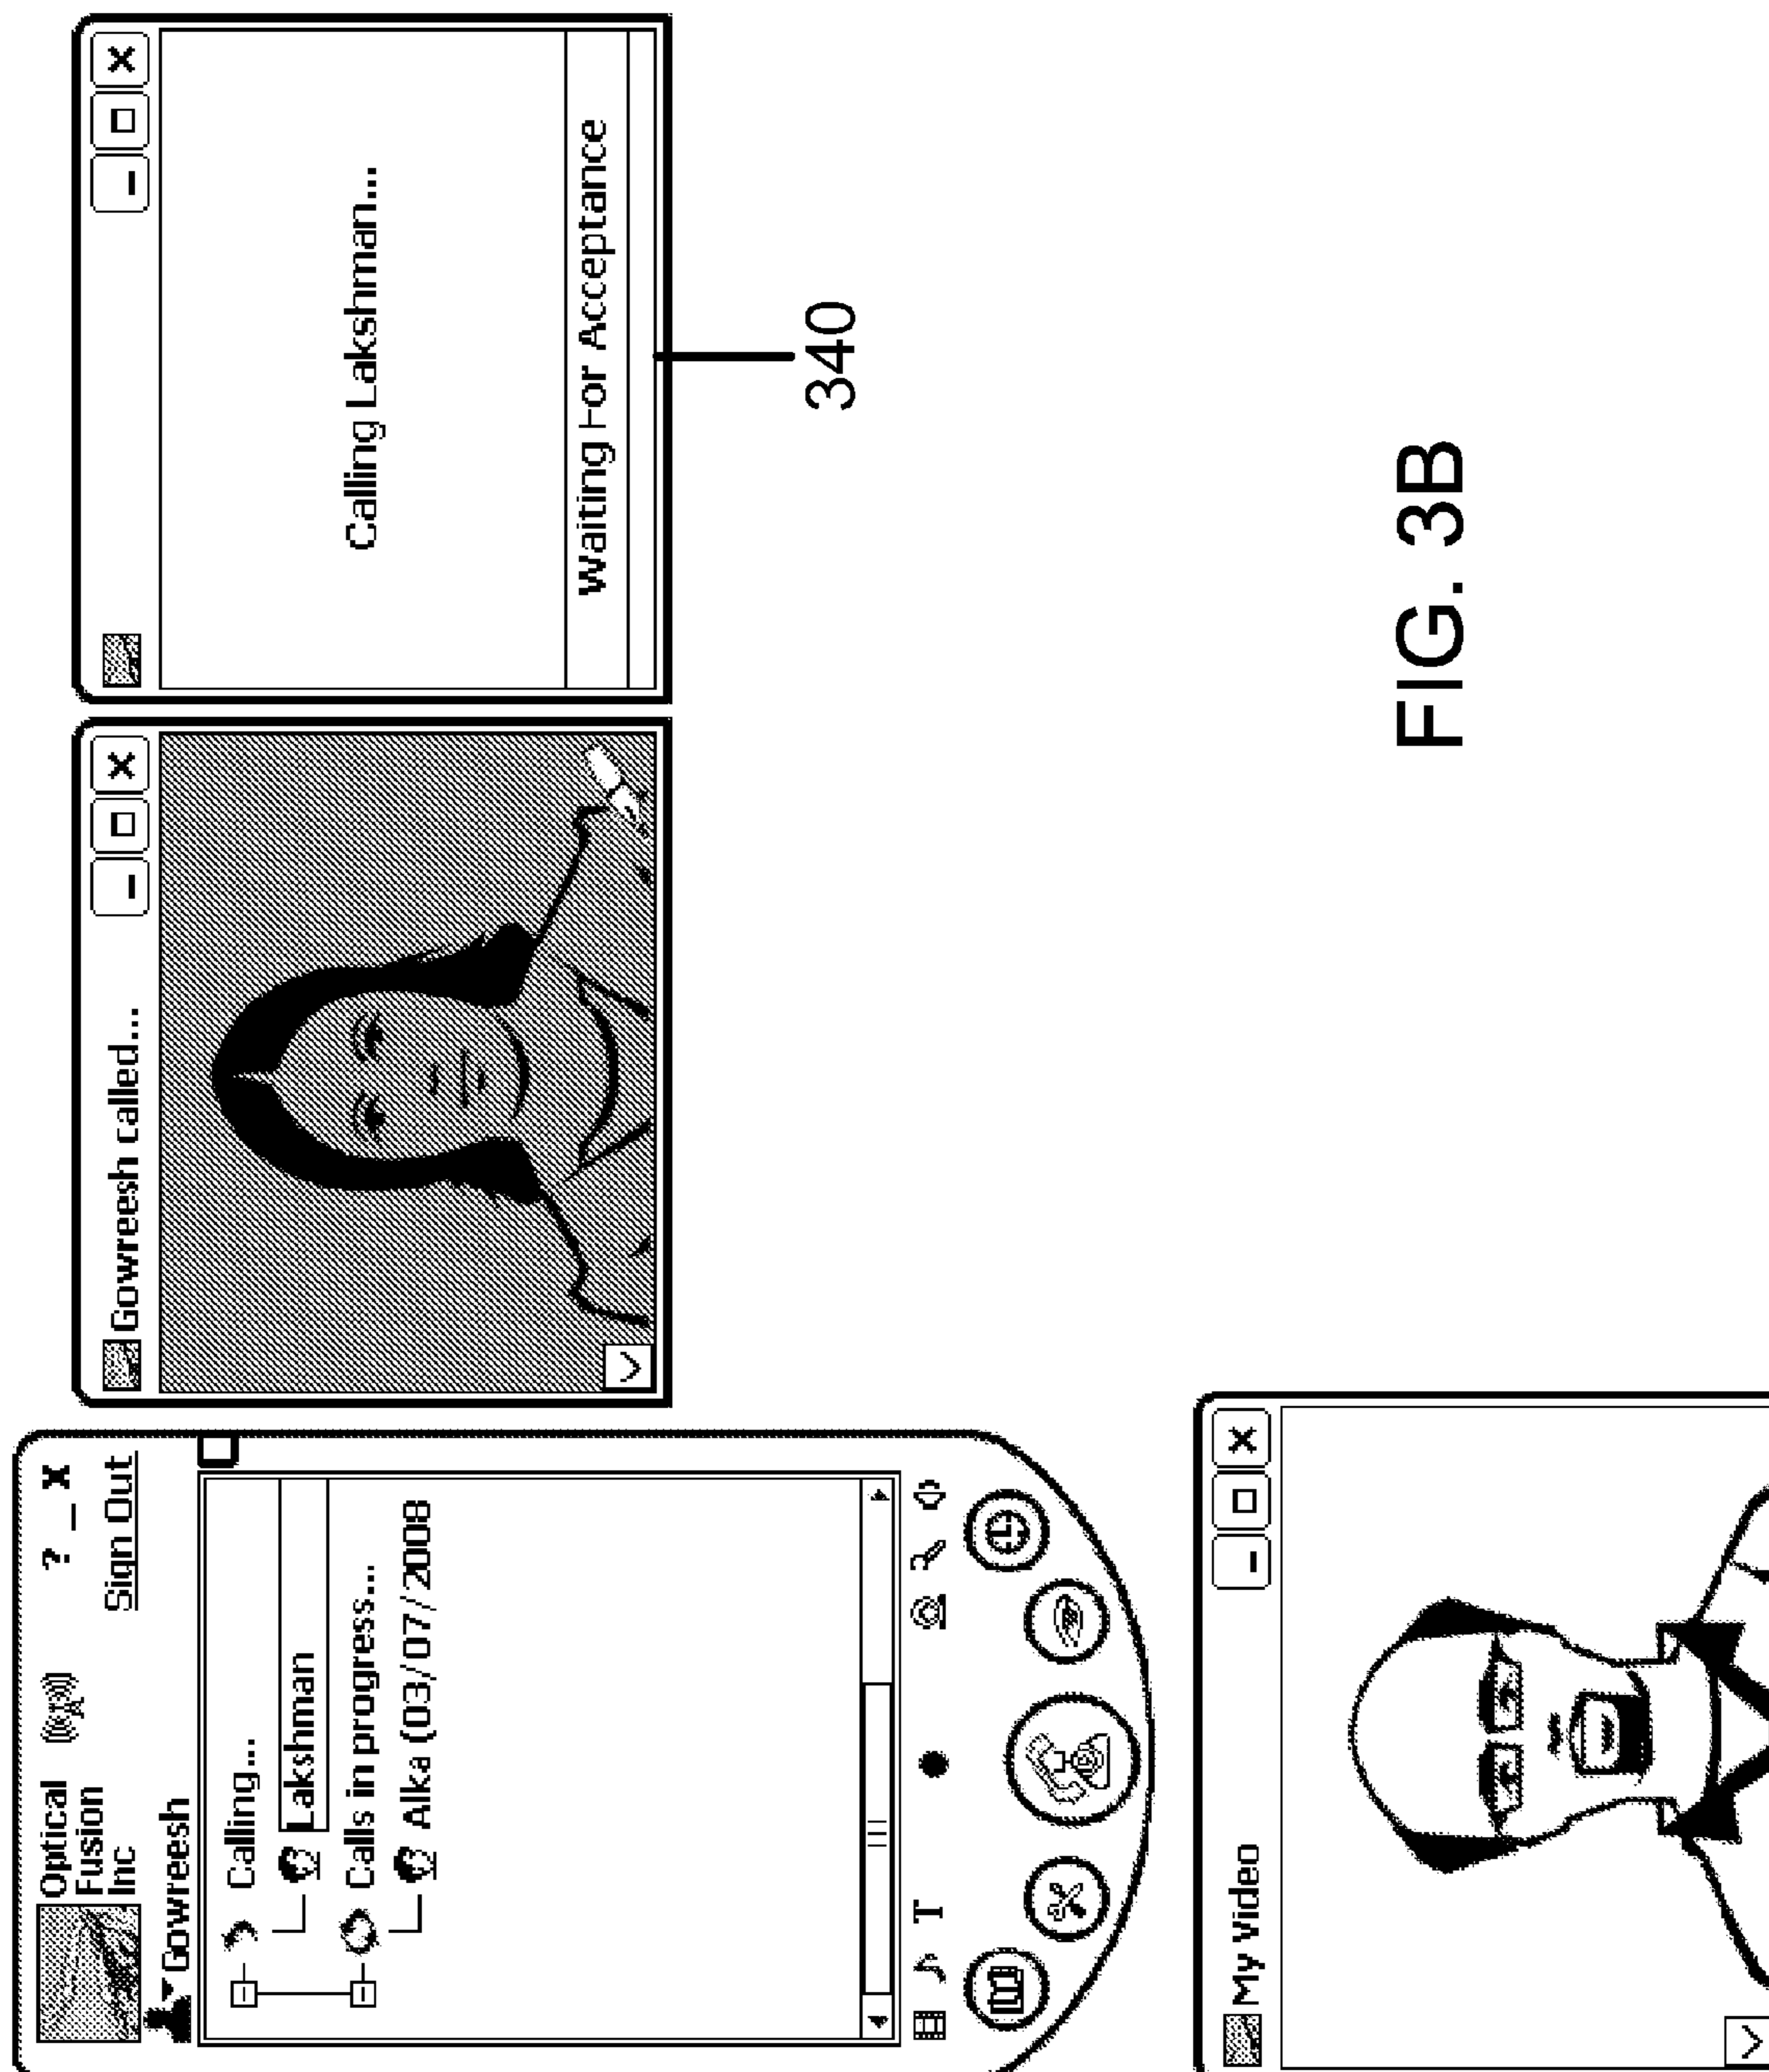 Optical
Fusion
Inc
? _ X
Sign Out
Gowreesh
Calling...
Lakshman
Calls in progress...
Alka (03/07/2008
T
Gowreesh called...
Calling Lakshman...
Waiting For Acceptance
340
My Video
FIG. 3B